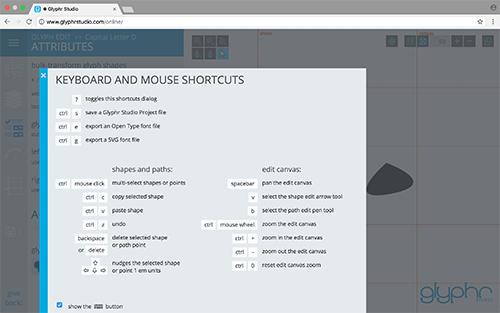 Glyphr Studio
www.glyphrstudio.com/online/
GLYPH EDIT >> Capital Letter D
ATTRIBUTES
bulk transform glyph shapes
KEYBOARD AND MOUSE SHORTCUTS
? toggles this shortcuts dialog
ctrl s save a Glyphr Studio Project file
ctrl e export an Open Type font file
ctrl g export a SVG font file
shapes and paths:
ctrl mouse click multi-select shapes or points
ctrl c copy selected shape
ctrl v paste shape
ctrl z undo
backspace delete selected shape
or delete or path point
⇧ nudges the selected shape
⇦ ⇩ ⇨ or point 1 em units
edit canvas:
spacebar pan the edit canvas
v select the shape edit arrow tool
b select the path edit pen tool
ctrl mouse wheel zoom the edit canvas
ctrl + zoom in the edit canvas
ctrl - zoom out the edit canvas
ctrl 0 reset edit canvas zoom
show the button
give
back!
glyphr